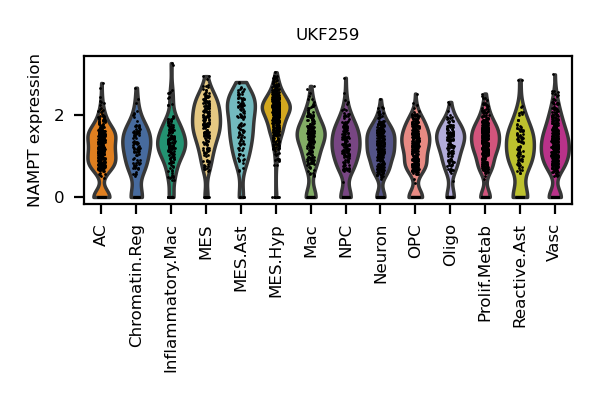 UKF259
NAMPT expression
2
0
AC
Chromatin.Reg
Inflammatory.Mac
MES
MES.Ast
MES.Hyp
Mac
NPC
Neuron
OPC
Oligo
Prolif.Metab
Reactive.Ast
Vasc